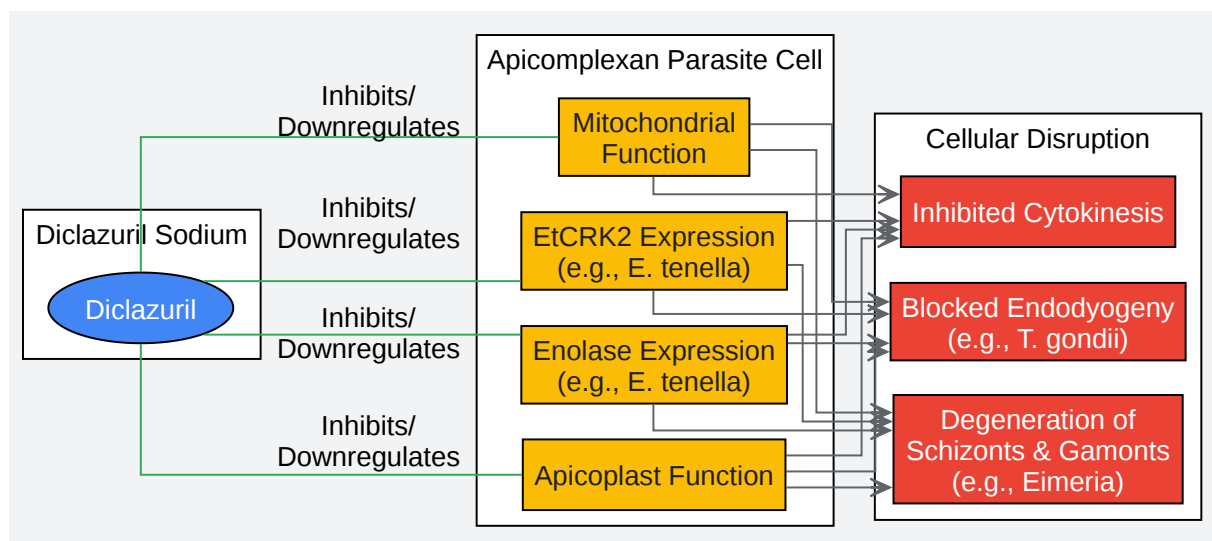 Apicomplexan Parasite Cell
Inhibits/
Downregulates
Mitochondrial
Function
Cellular Disruption
Inhibited Cytokinesis
Inhibits/
Downregulates
EtCRK2 Expression
(e.g., E. tenella)
Diclazuril Sodium
Diclazuril
Blocked Endodyogeny
(e.g., T. gondii)
Inhibits/
Downregulates
Enolase Expression
(e.g., E. tenella)
Degeneration of
Schizonts & Gamonts
(e.g., Eimeria)
Inhibits/
Downregulates
Apicoplast Function